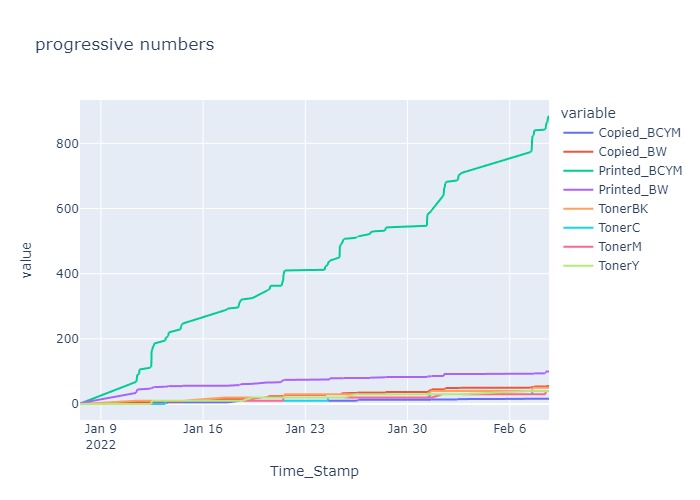 progressive numbers
variable
Copied_BCYM
Copied_BW
Printed_BCYM
Printed_BW
TonerBK
TonerC
TonerM
TonerY
value
800
600
400
200
0
Jan 9
2022
Jan 16
Jan 23
Jan 30
Feb 6
Time_Stamp